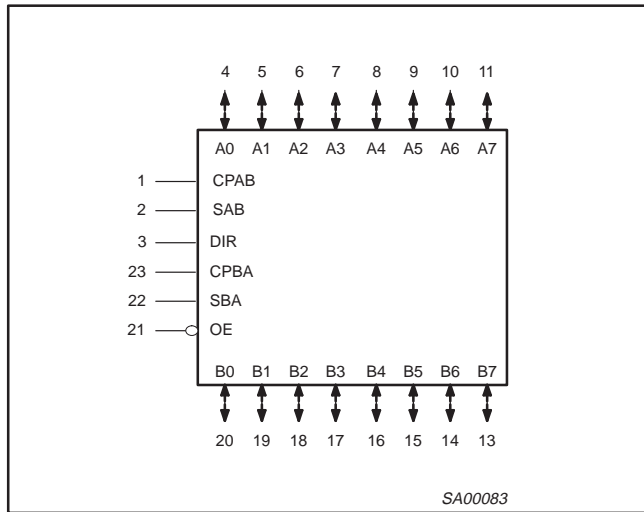 4 5 6 7 8 9 10 11
A0 A1 A2 A3 A4 A5 A6 A7
1 CPAB
2 SAB
3 DIR
23 CPBA
22 SBA
21 OE
B0 B1 B2 B3 B4 B5 B6 B7
20 19 18 17 16 15 14 13
SA00083